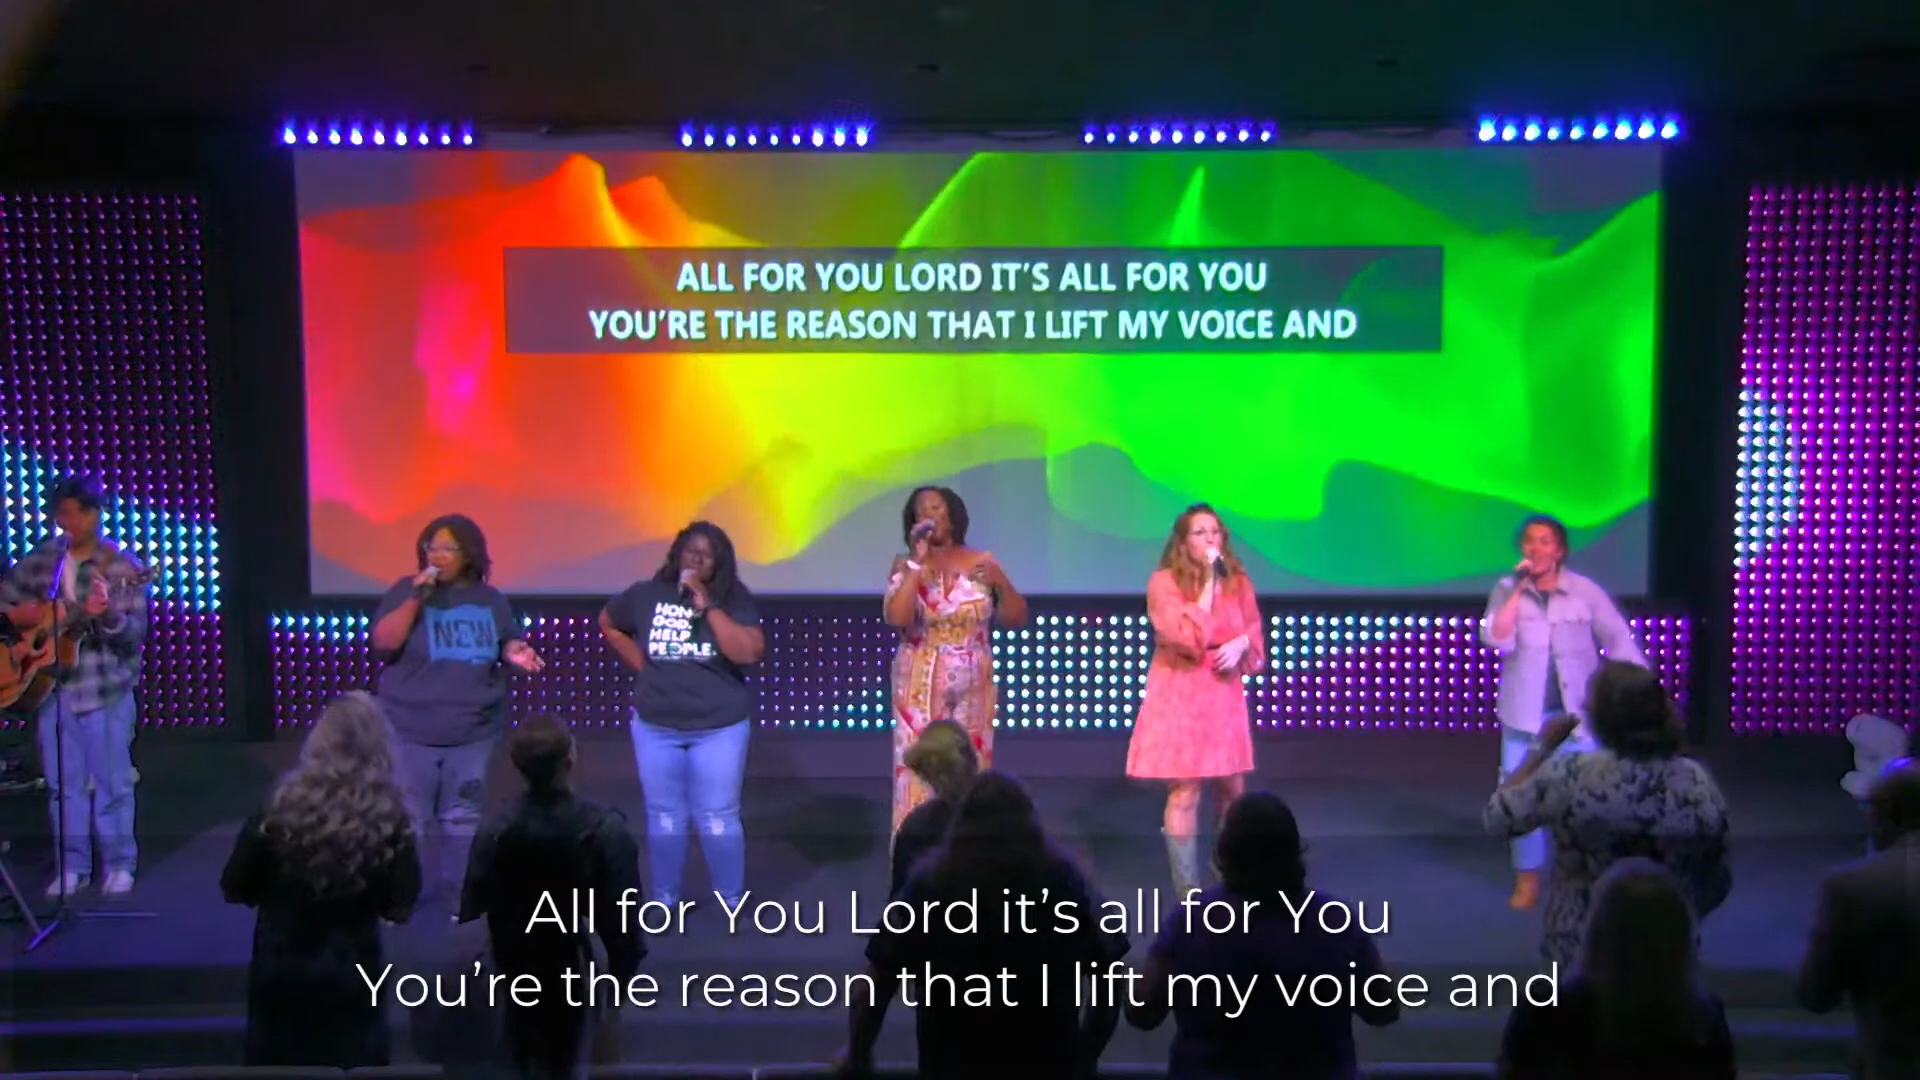 ALL FOR YOU LORD IT'S ALL FOR YOU
YOU'RE THE REASON THAT I LIFT MY VOICE AND
NEW
GOD.
HELP
PEOPLE.
All for You Lord it's all for You
You're the reason that I lift my voice and